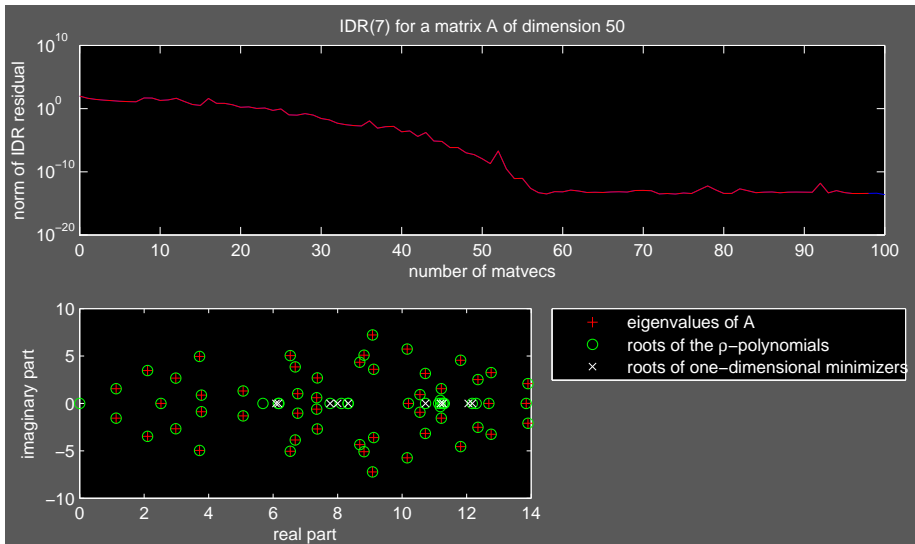 IDR(7) for a matrix A of dimension 50
norm of IDR residual
10^10
10^0
10^-10
10^-20
0 10 20 30 40 50 60 70 80 90 100
number of matvecs
imaginary part
10
5
0
-5
-10
0 2 4 6 8 10 12 14
real part
eigenvalues of A
roots of the ρ-polynomials
roots of one-dimensional minimizers